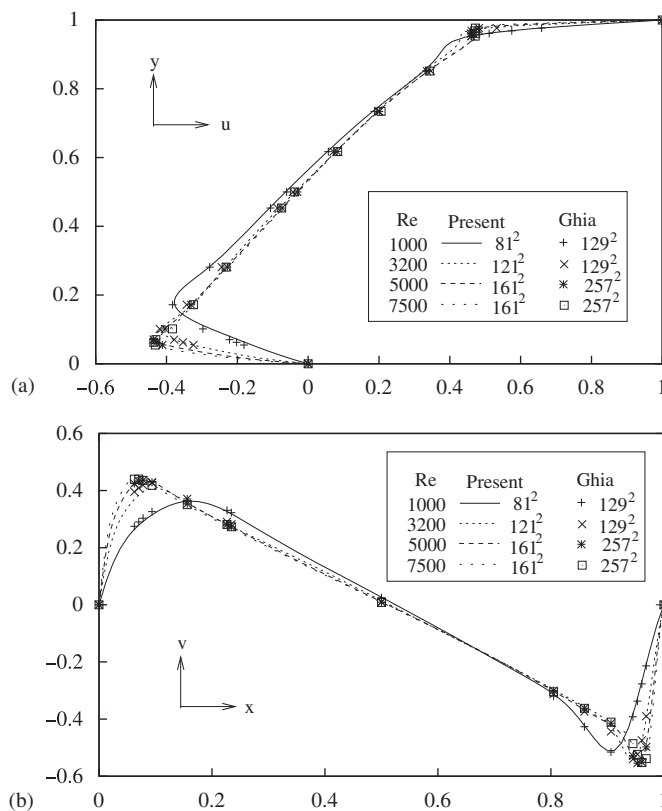 1
0.8
0.6
0.4
0.2
0
y
u
Re Present Ghia
1000 81² 129²
3200 121² 129²
5000 161² 257²
7500 161² 257²
(a)
−0.6 −0.4 −0.2 0 0.2 0.4 0.6 0.8 1
0.6
0.4
0.2
0
−0.2
−0.4
−0.6
Re Present Ghia
1000 81² 129²
3200 121² 129²
5000 161² 257²
7500 161² 257²
v
x
(b)
0 0.2 0.4 0.6 0.8 1